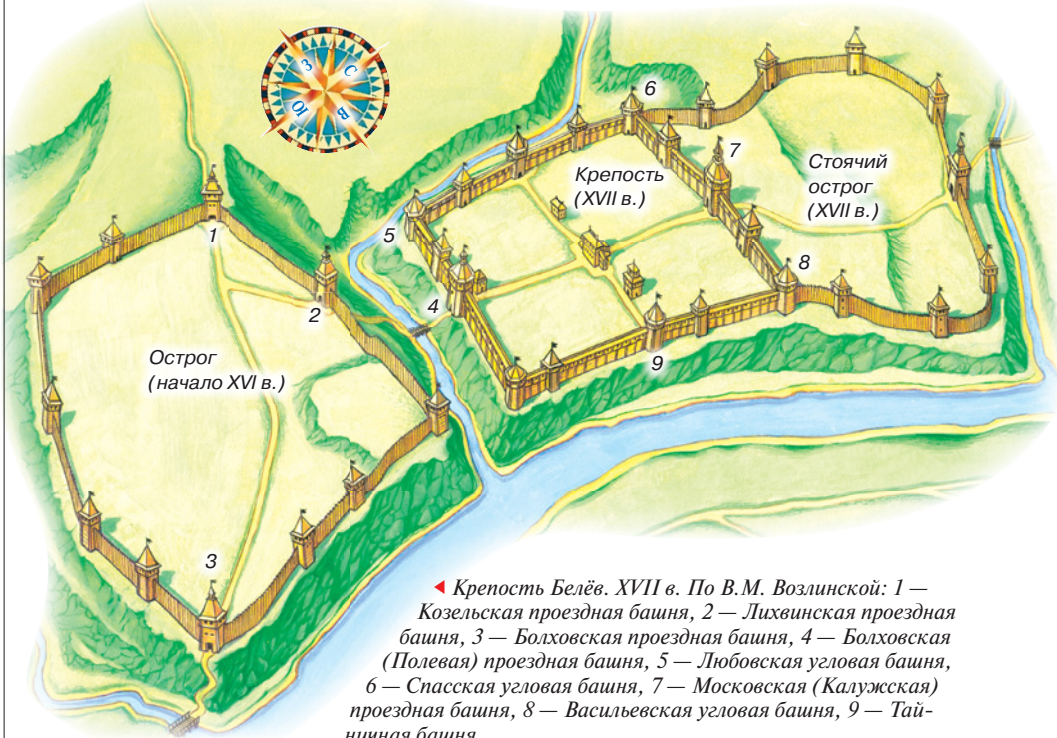 З
С
Ю
В
6
7
Крепость
(XVII в.)
Стоячий
острог
(XVII в.)
1
5
8
4
2
Острог
(начало XVI в.)
9
3
◄ Крепость Белёв. XVII в. По В.М. Возлинской: 1 —
Козельская проездная башня, 2 — Лихвинская проездная
башня, 3 — Болховская проездная башня, 4 — Болховская
(Полевая) проездная башня, 5 — Любовская угловая башня,
6 — Спасская угловая башня, 7 — Московская (Калужская)
проездная башня, 8 — Васильевская угловая башня, 9 — Тай-
ничная башня